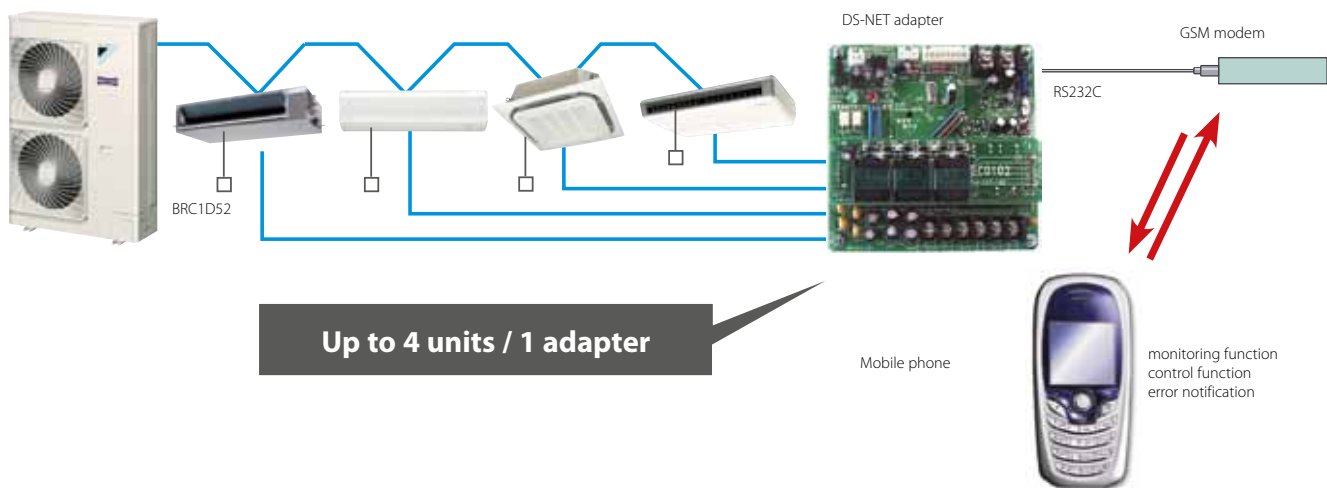 DS-NET adapter
GSM modem
RS232C
BRC1D52
EC0102
Up to 4 units / 1 adapter
Mobile phone
monitoring function
control function
error notification